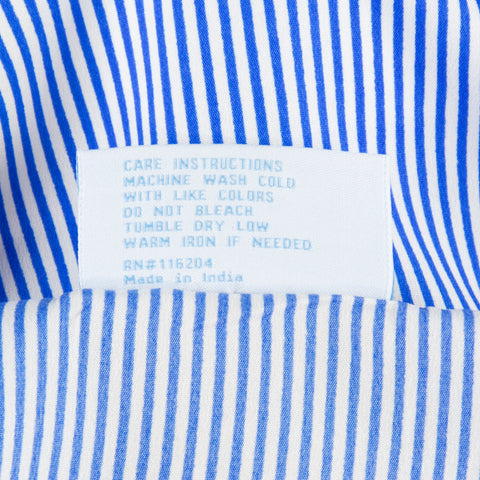 CARE INSTRUCTIONS
MACHINE WASH COLD
WITH LIKE COLORS
DO NOT BLEACH
TUMBLE DRY LOW
WARM IRON IF NEEDED
RN#116204
Made in India